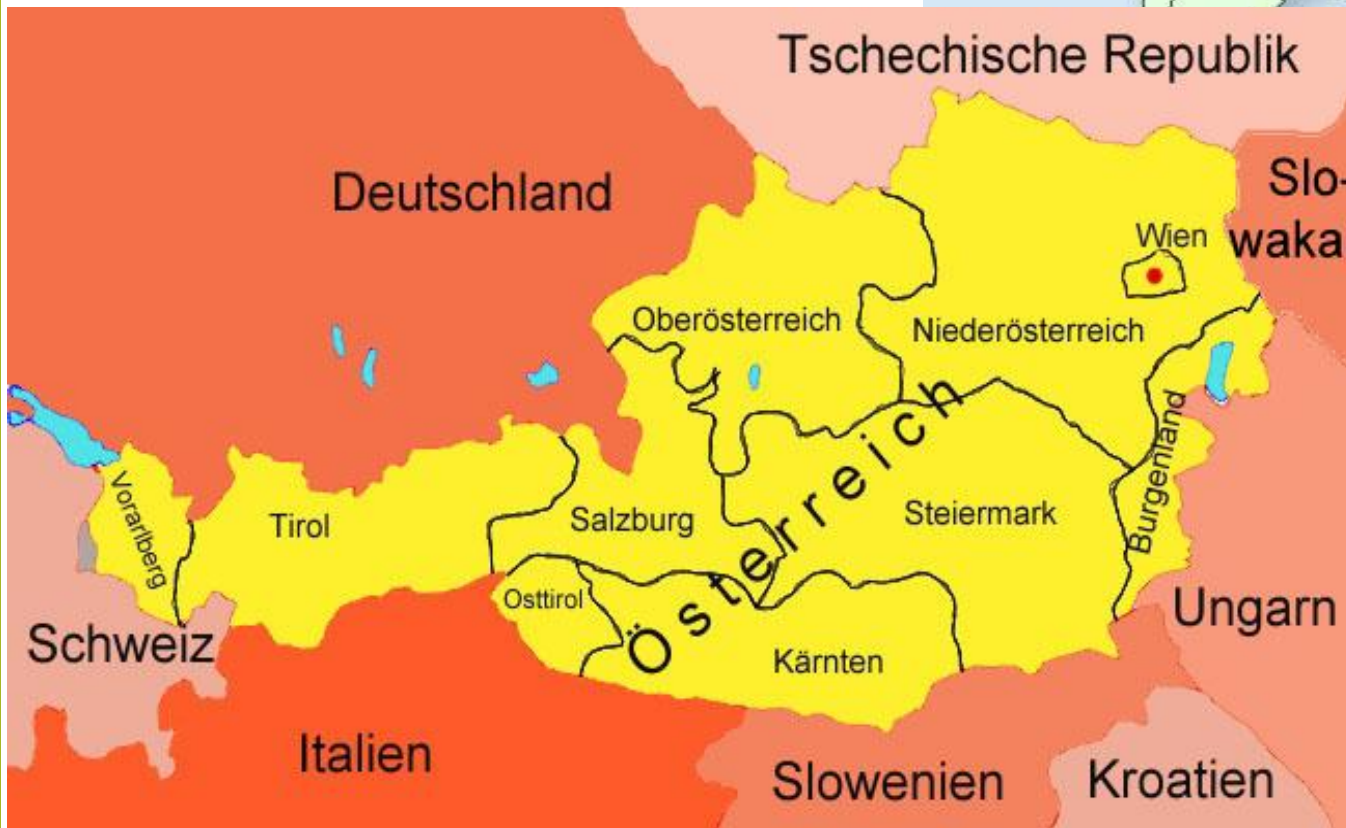 Tschechische Republik
Deutschland
Slo-
waka
Wien
Oberösterreich
Niederösterreich
Österreich
Burgenland
Vorarlberg
Tirol
Salzburg
Steiermark
Osttirol
Kärnten
Ungarn
Schweiz
Italien
Slowenien
Kroatien